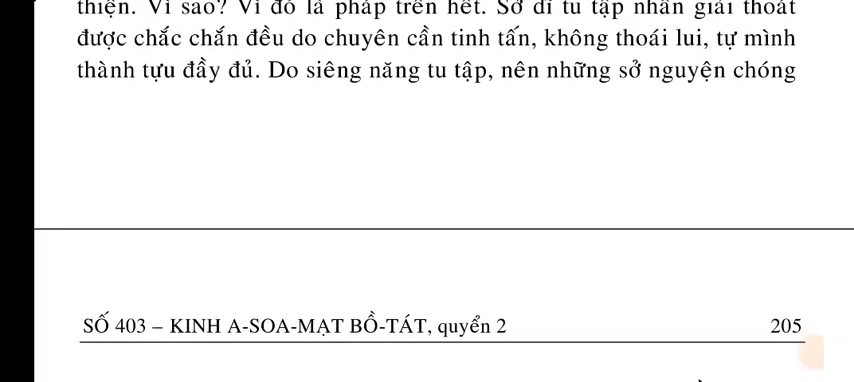 thiện. Vì sao? Vì đó là pháp trên hết. Sở dĩ tu tập nhân giải thoát
được chắc chắn đều do chuyên cần tinh tấn, không thoái lui, tự mình
thành tựu đầy đủ. Do siêng năng tu tập, nên những sở nguyện chóng
SỐ 403 – KINH A-SOA-MẠT BỒ-TÁT, quyển 2 205